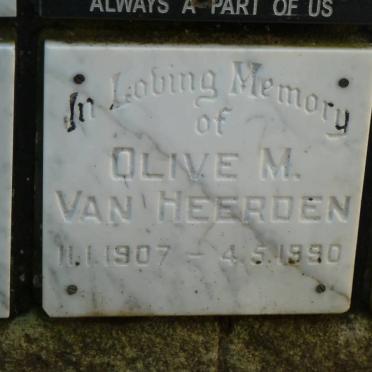 ALWAYS A PART OF US
In Loving Memory
of
OLIVE M.
VAN HEERDEN
11.1.1907 - 4.5.1990